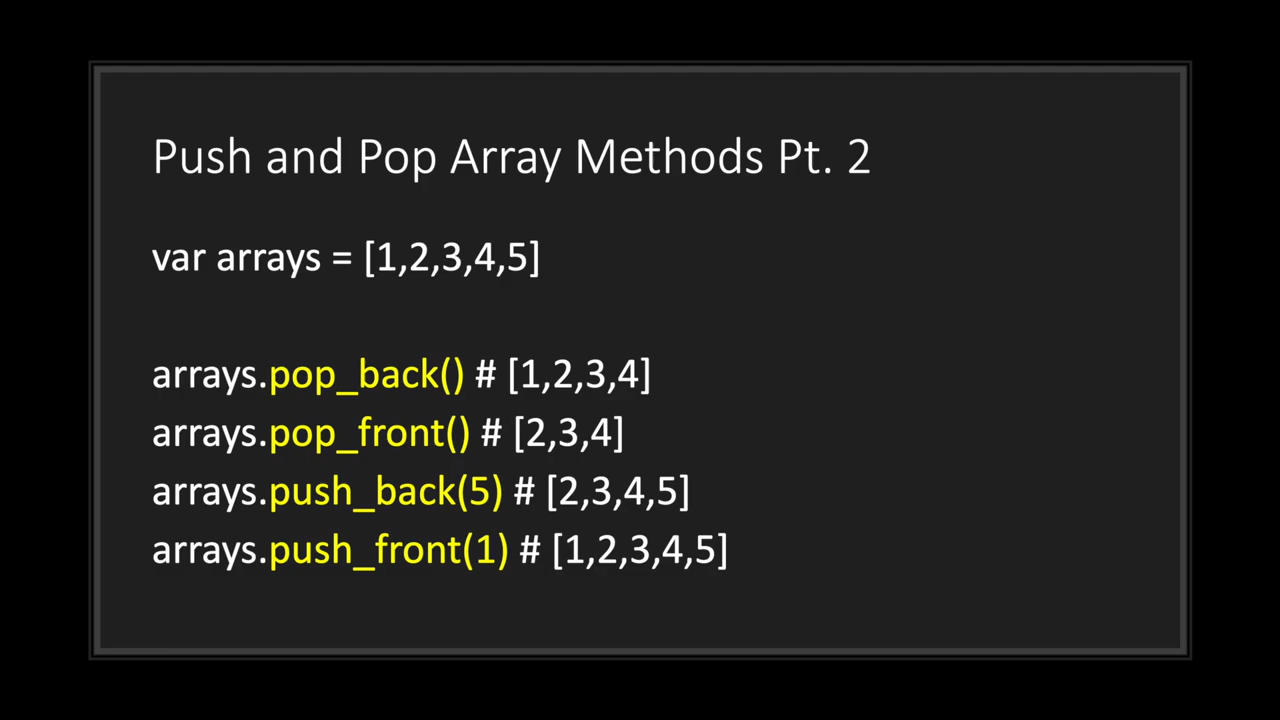 Push and Pop Array Methods Pt. 2
var arrays = [1,2,3,4,5]
arrays.pop_back() # [1,2,3,4]
arrays.pop_front() # [2,3,4]
arrays.push_back(5) # [2,3,4,5]
arrays.push_front(1) # [1,2,3,4,5]